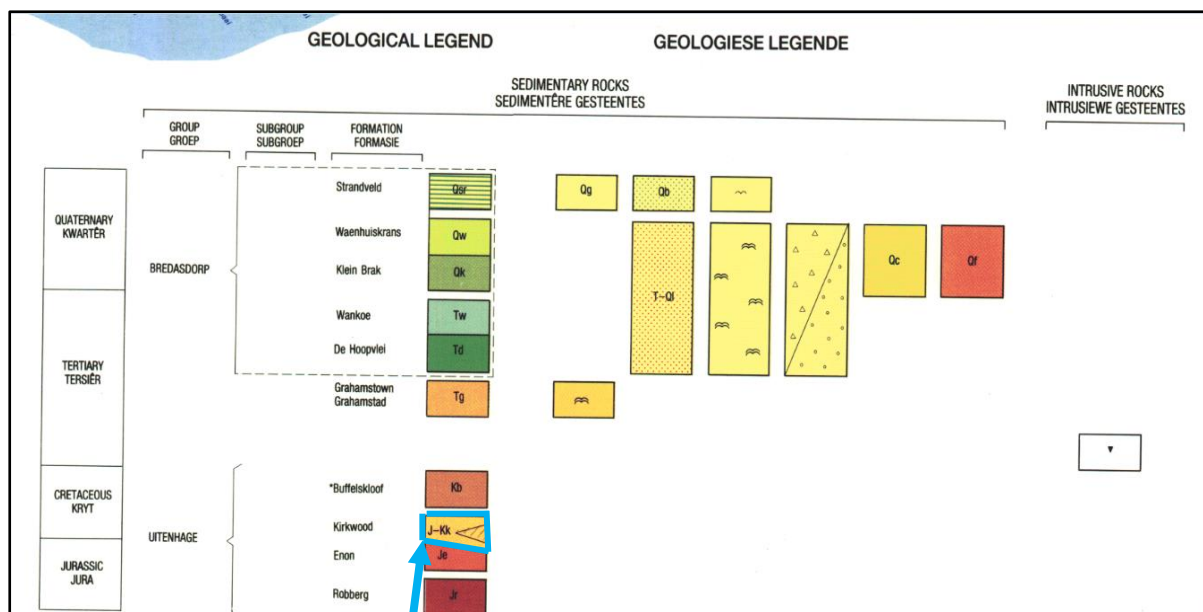 GEOLOGICAL LEGEND
GEOLOGIESE LEGENDE
SEDIMENTARY ROCKS
SEDIMENTÊRE GESTEENTES
INTRUSIVE ROCKS
INTRUSIEWE GESTEENTES
GROUP
GROEP
SUBGROUP
SUBGROEP
FORMATION
FORMASIE
QUATERNARY
KWARTÊR
TERTIARY
TERSIÊR
CRETACEOUS
KRYT
JURASSIC
JURA
BREDASDORP
UITENHAGE
Strandveld
Qsr
Qg
Qb
Waenhuiskrans
Qw
Klein Brak
Qk
T-Ql
Qc
Qf
Wankoe
Tw
De Hoopvlei
Td
Grahamstown
Grahamstad
Tg
*Buffelskloof
Kb
Kirkwood
J-Kk
Enon
Je
Robberg
Jr